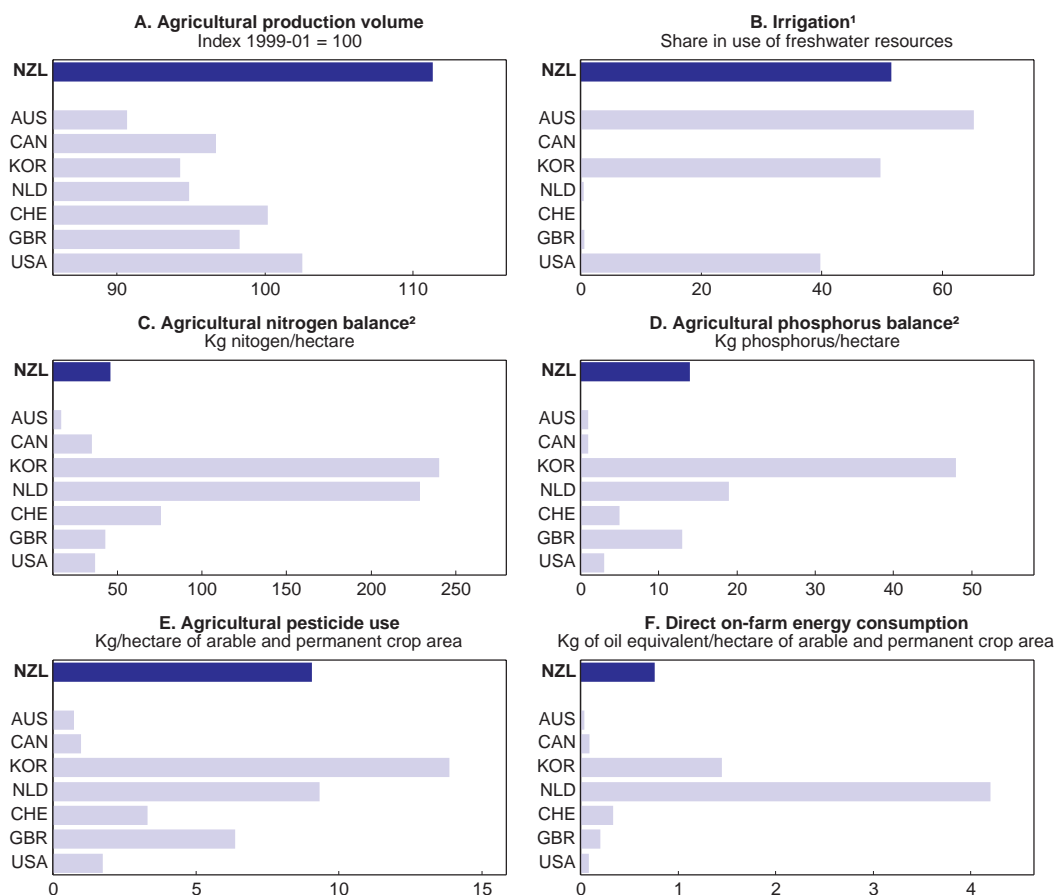 A. Agricultural production volume
Index 1999-01 = 100
NZL
AUS
CAN
KOR
NLD
CHE
GBR
USA
90 100 110
B. Irrigation¹
Share in use of freshwater resources
NZL
AUS
CAN
KOR
NLD
CHE
GBR
USA
0 20 40 60
C. Agricultural nitrogen balance²
Kg nitogen/hectare
NZL
AUS
CAN
KOR
NLD
CHE
GBR
USA
50 100 150 200 250
D. Agricultural phosphorus balance²
Kg phosphorus/hectare
NZL
AUS
CAN
KOR
NLD
CHE
GBR
USA
0 10 20 30 40 50
E. Agricultural pesticide use
Kg/hectare of arable and permanent crop area
NZL
AUS
CAN
KOR
NLD
CHE
GBR
USA
0 5 10 15
F. Direct on-farm energy consumption
Kg of oil equivalent/hectare of arable and permanent crop area
NZL
AUS
CAN
KOR
NLD
CHE
GBR
USA
0 1 2 3 4